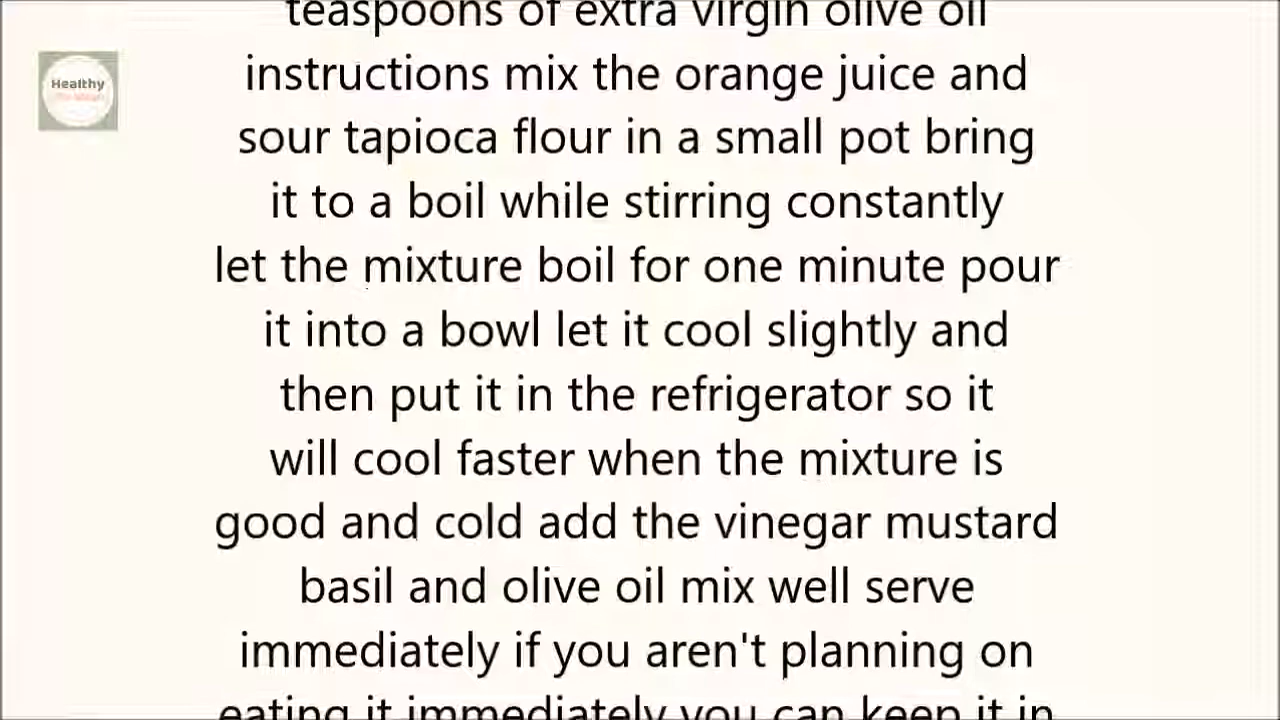 teaspoons of extra virgin olive oil
Healthy
instructions mix the orange juice and
sour tapioca flour in a small pot bring
it to a boil while stirring constantly
let the mixture boil for one minute pour
it into a bowl let it cool slightly and
then put it in the refrigerator so it
will cool faster when the mixture is
good and cold add the vinegar mustard
basil and olive oil mix well serve
immediately if you aren't planning on
eating it immediately you can keep it in